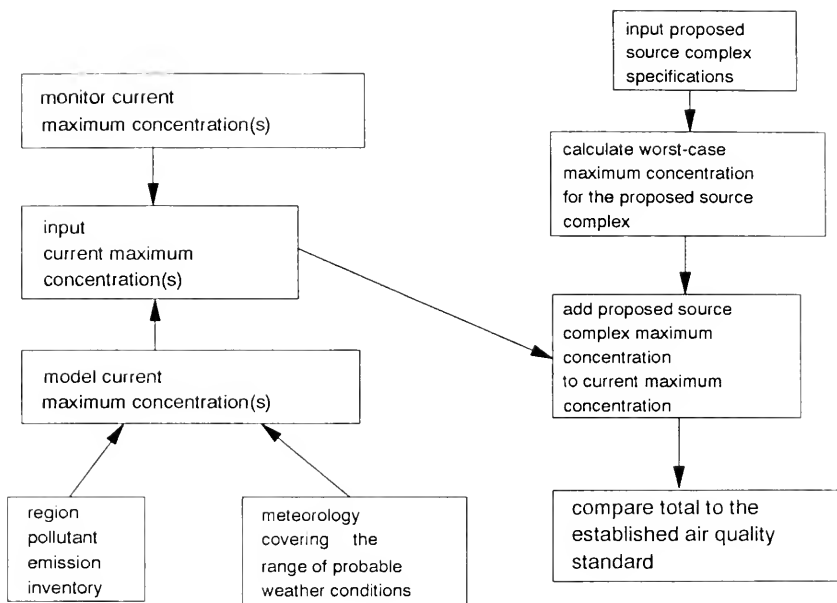 input proposed
source complex
specifications
monitor current
maximum concentration(s)
calculate worst-case
maximum concentration
for the proposed source
complex
input
current maximum
concentration(s)
add proposed source
complex maximum
concentration
to current maximum
concentration
model current
maximum concentration(s)
region
pollutant
emission
inventory
meteorology
covering the
range of probable
weather conditions
compare total to the
established air quality
standard